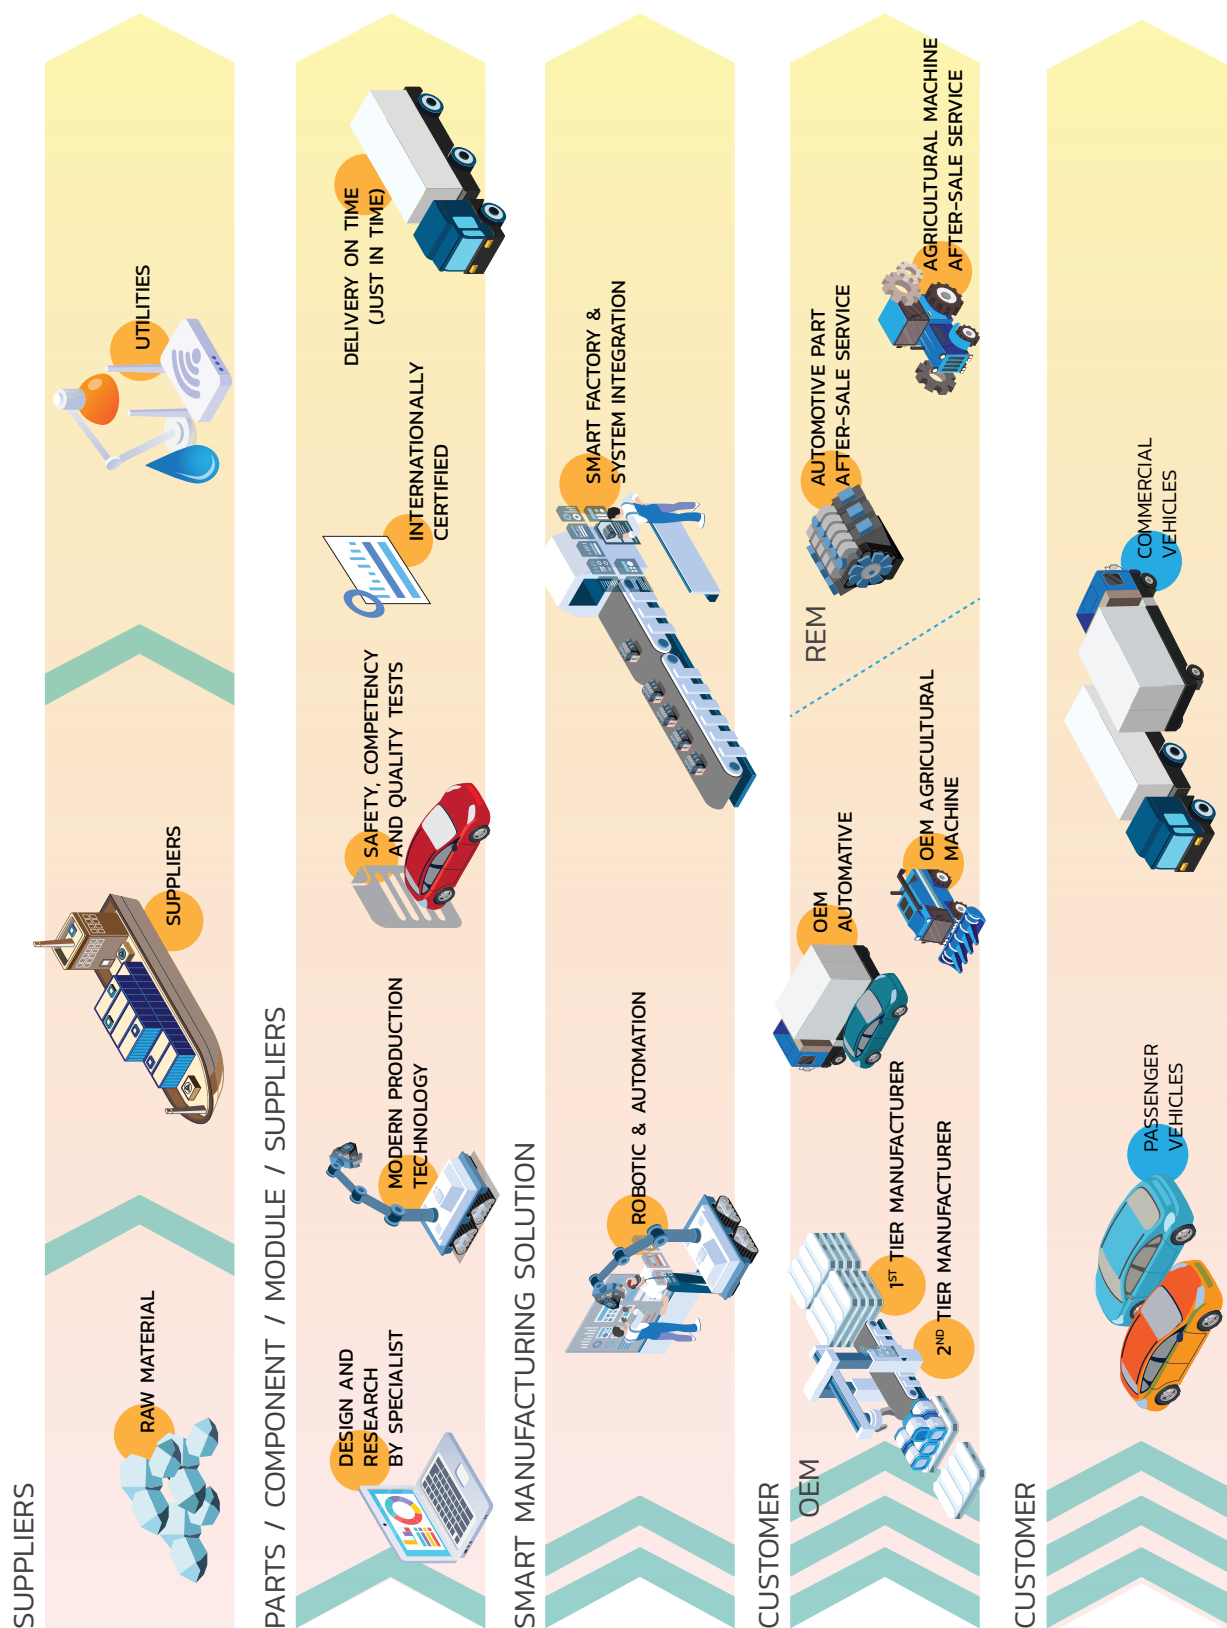 SUPPLIERS
RAW MATERIAL
SUPPLIERS
UTILITIES
PARTS / COMPONENT / MODULE / SUPPLIERS
DESIGN AND
RESEARCH
BY SPECIALIST
MODERN PRODUCTION
TECHNOLOGY
SAFETY, COMPETENCY
AND QUALITY TESTS
INTERNATIONALLY
CERTIFIED
DELIVERY ON TIME
(JUST IN TIME)
SMART MANUFACTURING SOLUTION
ROBOTIC & AUTOMATION
SMART FACTORY &
SYSTEM INTEGRATION
CUSTOMER
OEM
1ST TIER MANUFACTURER
2ND TIER MANUFACTURER
OEM
AUTOMATIVE
OEM AGRICULTURAL
MACHINE
REM
AUTOMOTIVE PART
AFTER-SALE SERVICE
AGRICULTURAL MACHINE
AFTER-SALE SERVICE
CUSTOMER
PASSENGER
VEHICLES
COMMERCIAL
VEHICLES